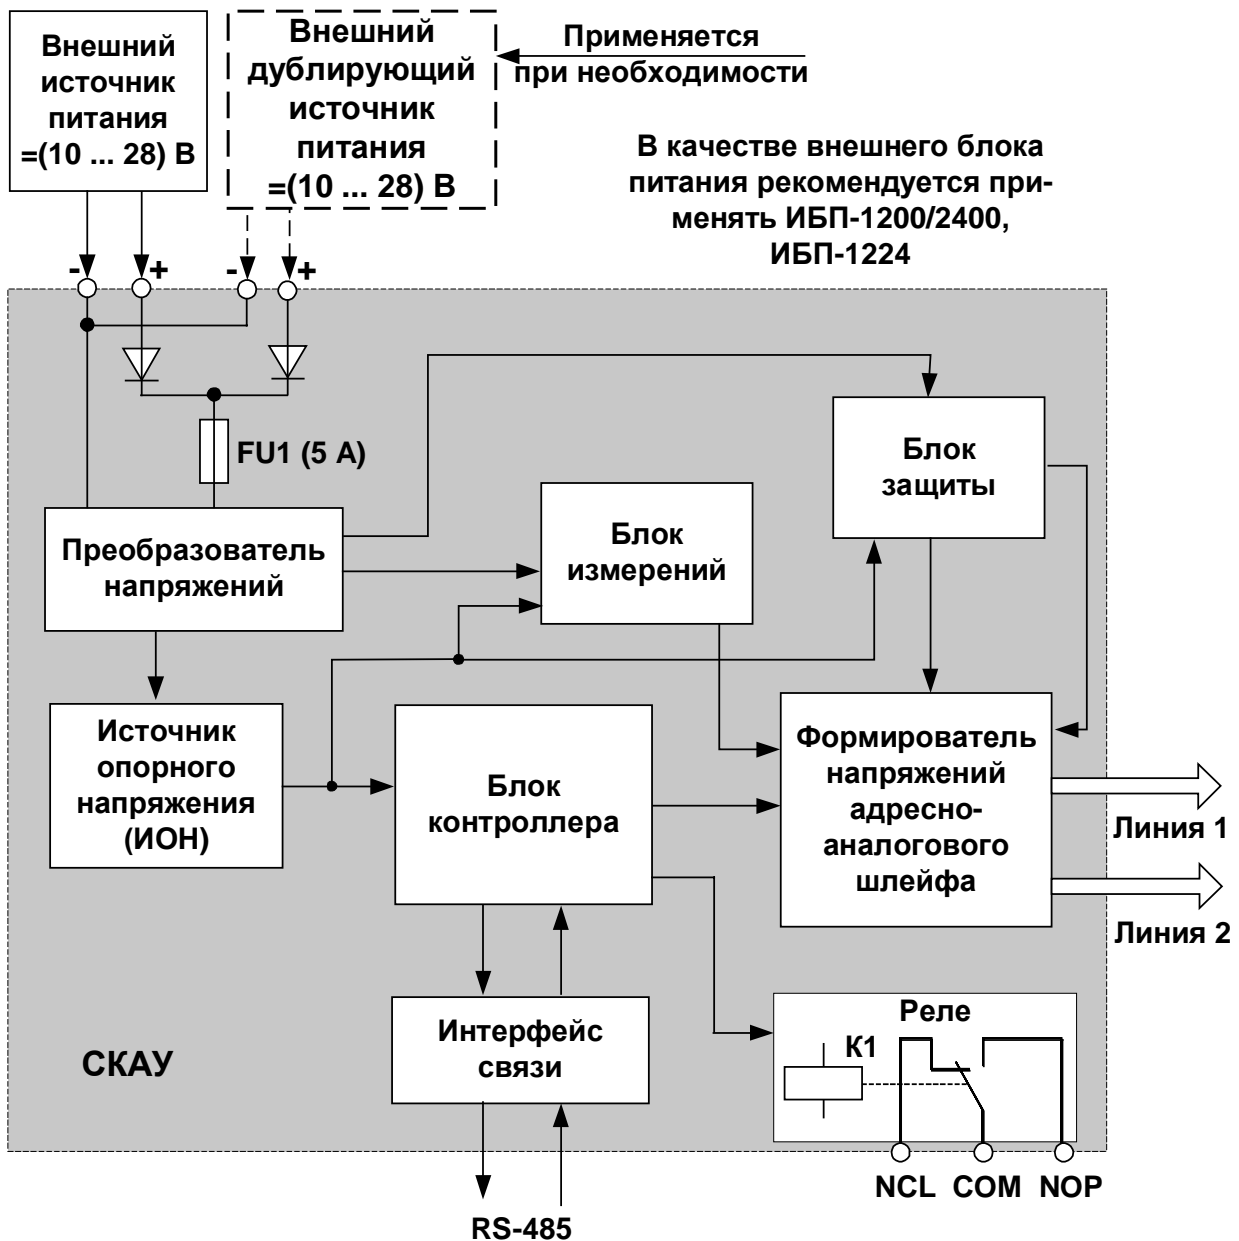 Внешний
источник
питания
=(10 ... 28) В
Внешний
дублирующий
источник
питания
=(10 ... 28) В
Применяется
при необходимости
В качестве внешнего блока
питания рекомендуется при-
менять ИБП-1200/2400,
ИБП-1224
- +
- +
FU1 (5 А)
Блок
защиты
Преобразователь
напряжений
Блок
измерений
Источник
опорного
напряжения
(ИОН)
Блок
контроллера
Формирователь
напряжений
адресно-
аналогового
шлейфа
Линия 1
Линия 2
Интерфейс
связи
СКАУ
Реле
К1
NCL COM NOP
RS-485